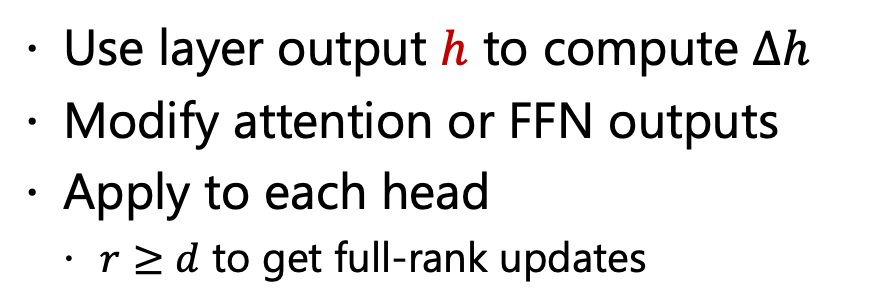 • Use layer output h to compute Δh
• Modify attention or FFN outputs
• Apply to each head
• r ≥ d to get full-rank updates